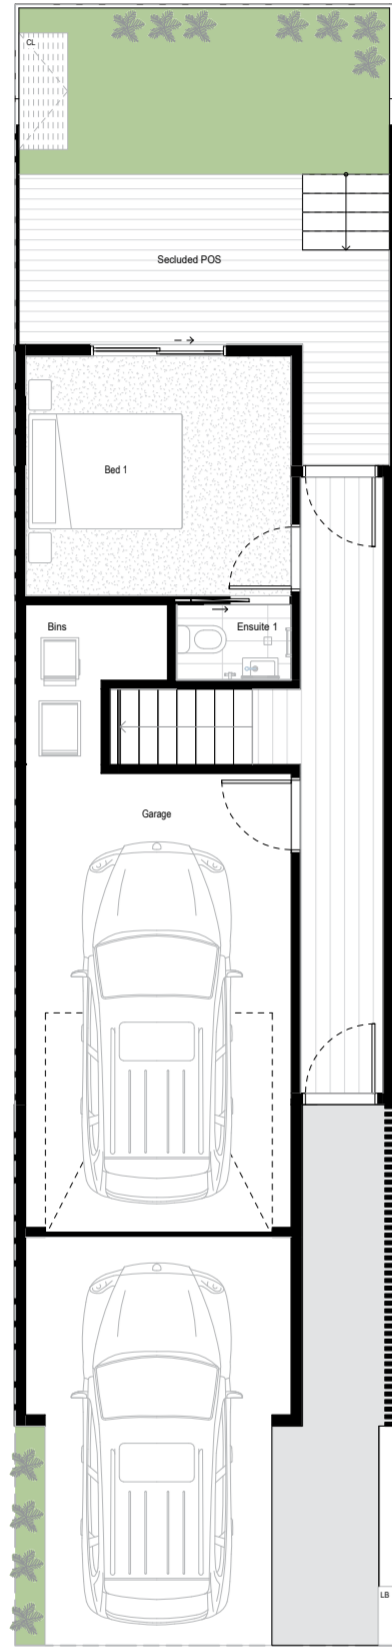 CL
Secluded POS
Bed 1
Bins
Ensuite 1
Garage
LB